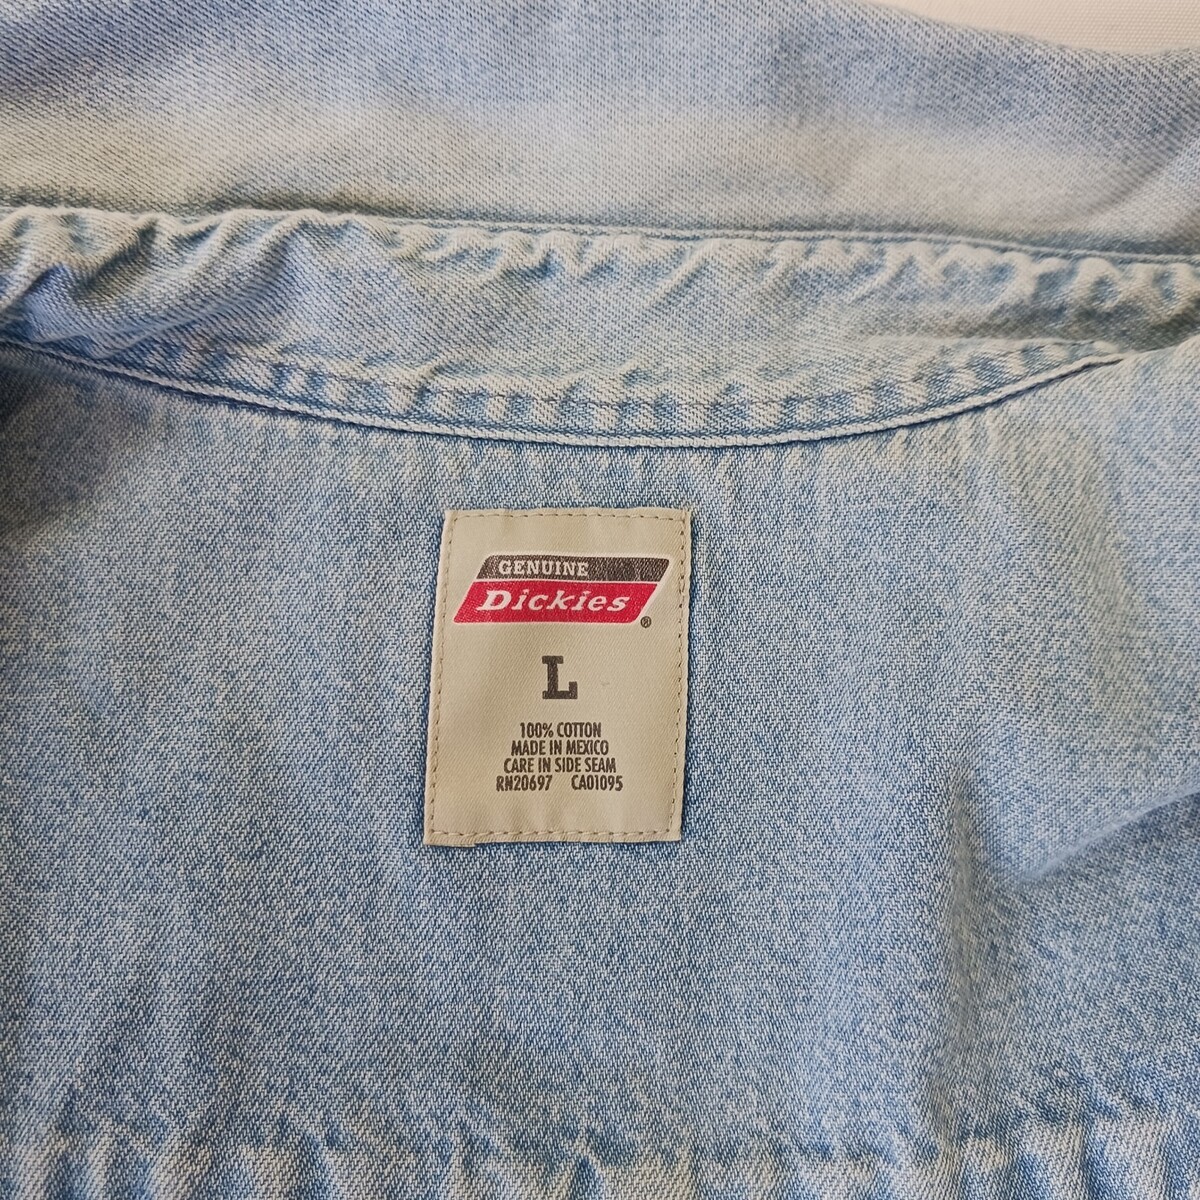 GENUINE
Dickies®
L
100% COTTON
MADE IN MEXICO
CARE IN SIDE SEAM
RN20697 CA01095